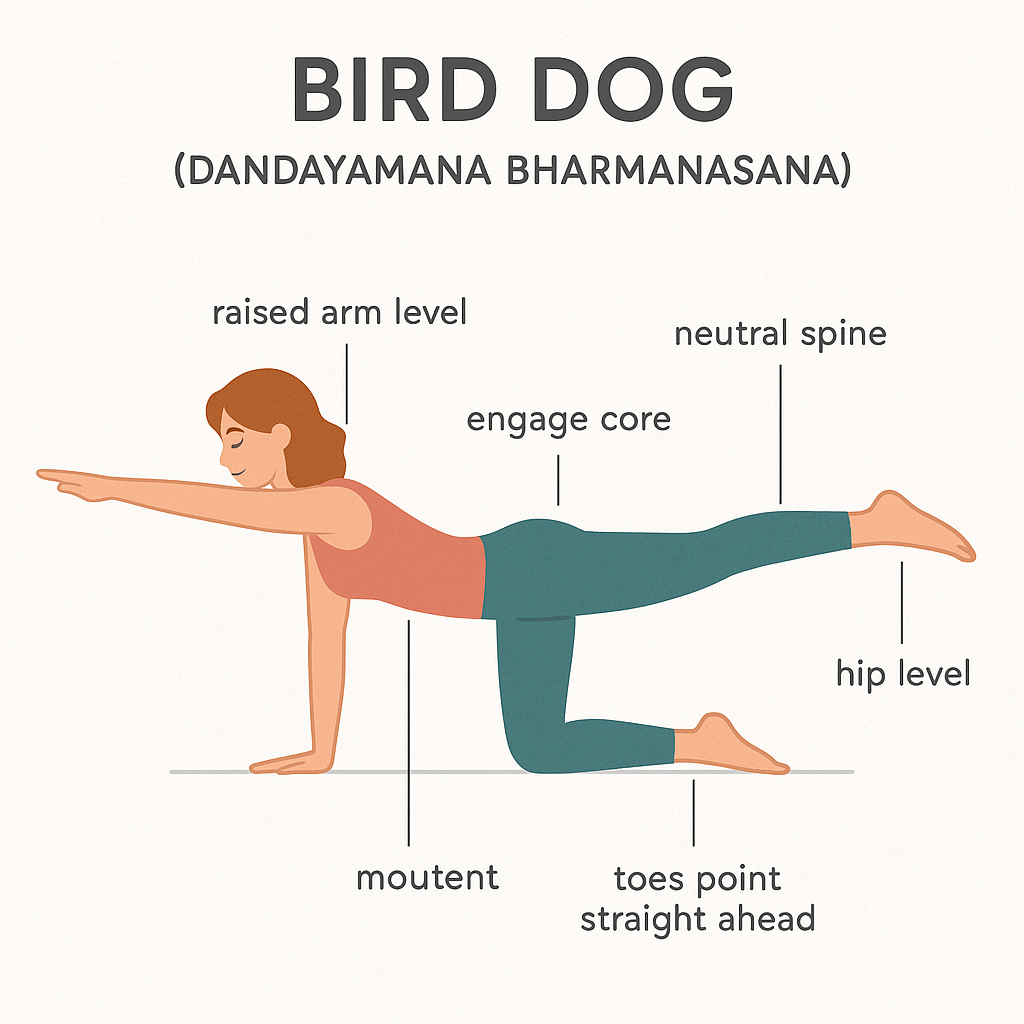 BIRD DOG
(DANDAYAMANA BHARMANASANA)
raised arm level
neutral spine
engage core
hip level
moutent
toes point
straight ahead